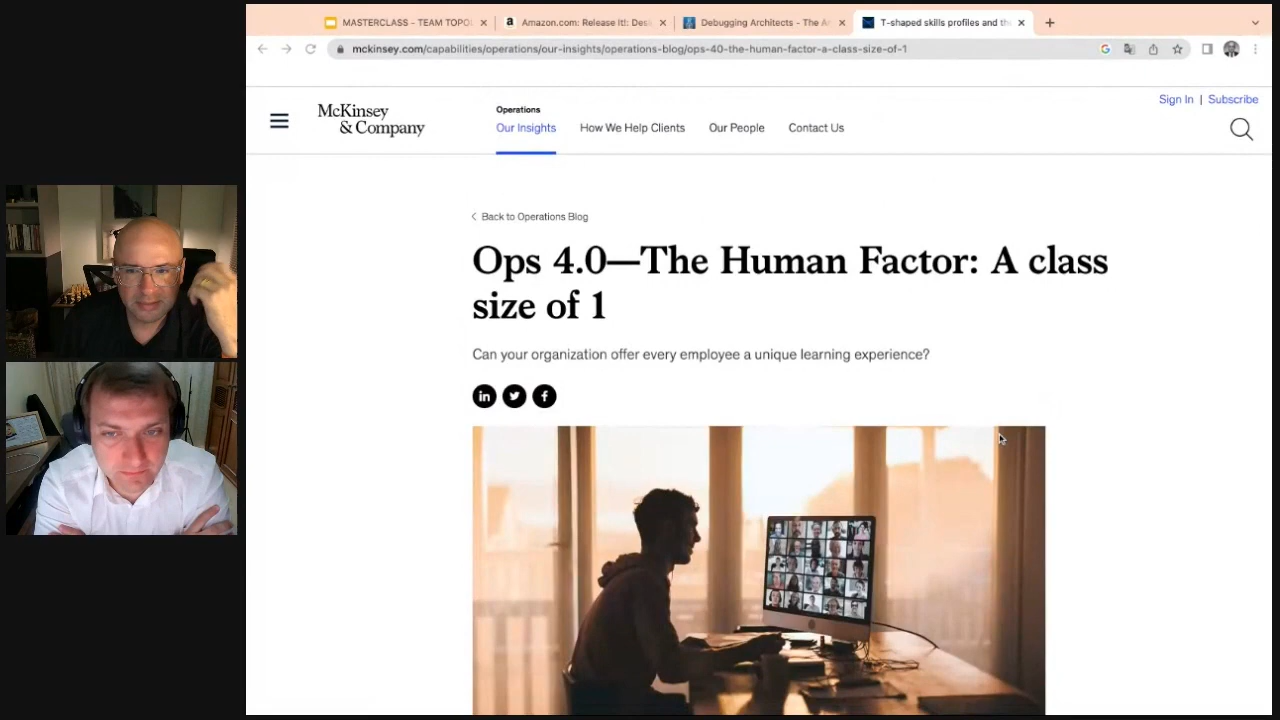 MASTERCLASS - TEAM TOPOL
Amazon.com: Release It!: Desi
Debugging Architects - The Ar
T-shaped skills profiles and the
mckinsey.com/capabilities/operations/our-insights/operations-blog/ops-40-the-human-factor-a-class-size-of-1
Sign In | Subscribe
McKinsey
& Company
Operations
Our Insights
How We Help Clients
Our People
Contact Us
Back to Operations Blog
Ops 4.0—The Human Factor: A class
size of 1
Can your organization offer every employee a unique learning experience?